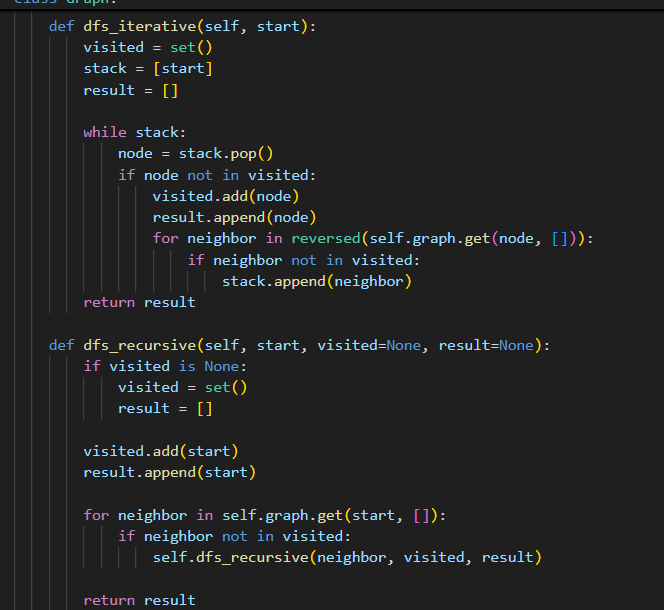 class Graph:
    def dfs_iterative(self, start):
        visited = set()
        stack = [start]
        result = []

        while stack:
            node = stack.pop()
            if node not in visited:
                visited.add(node)
                result.append(node)
                for neighbor in reversed(self.graph.get(node, [])):
                    if neighbor not in visited:
                        stack.append(neighbor)
        return result

    def dfs_recursive(self, start, visited=None, result=None):
        if visited is None:
            visited = set()
            result = []

        visited.add(start)
        result.append(start)

        for neighbor in self.graph.get(start, []):
            if neighbor not in visited:
                self.dfs_recursive(neighbor, visited, result)

        return result